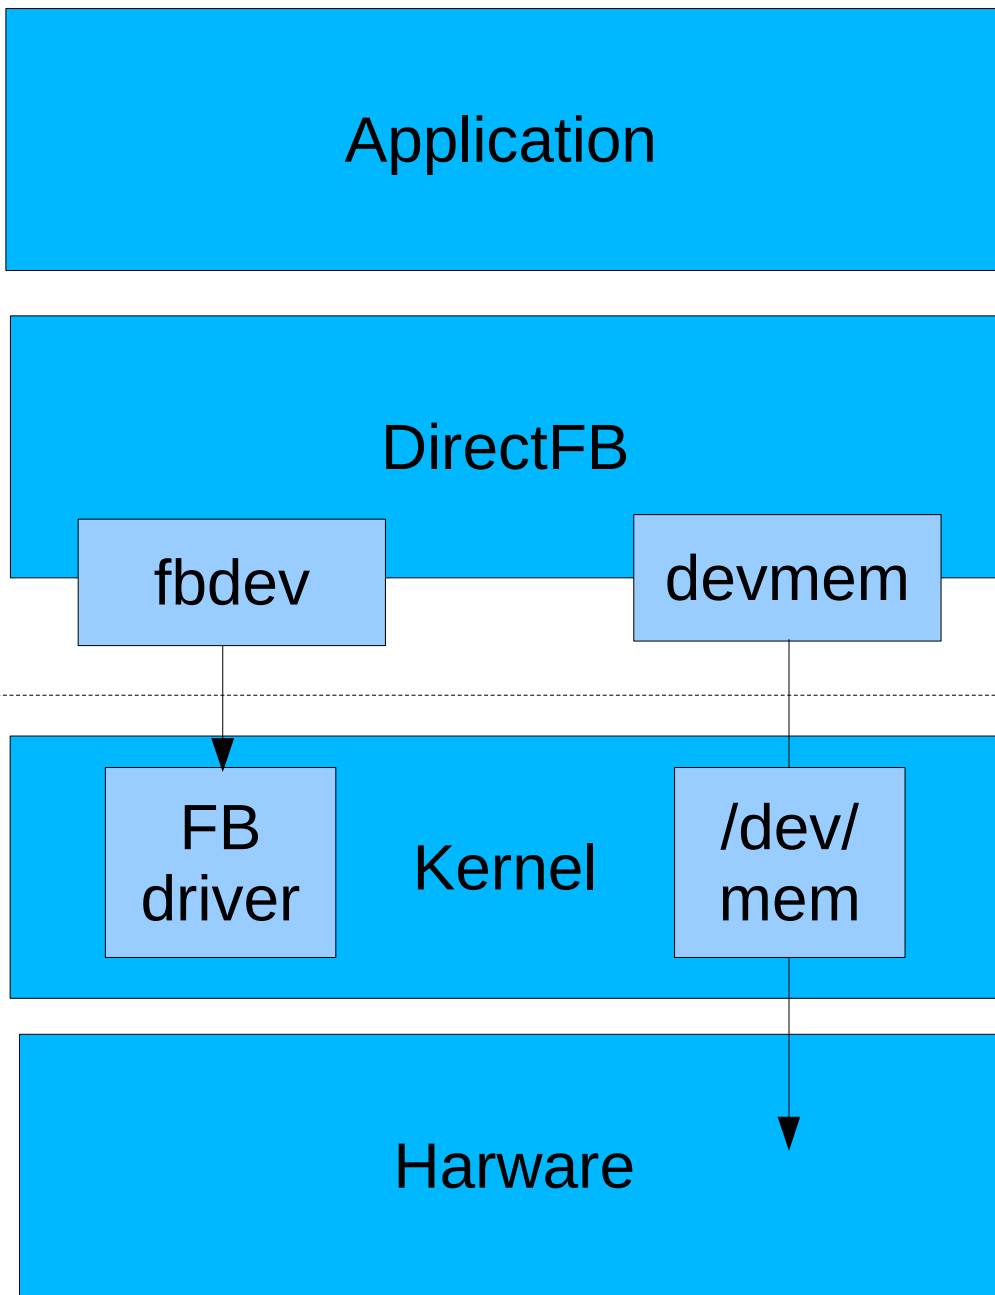 Application
DirectFB
fbdev
devmem
FB
driver
Kernel
/dev/
mem
Harware